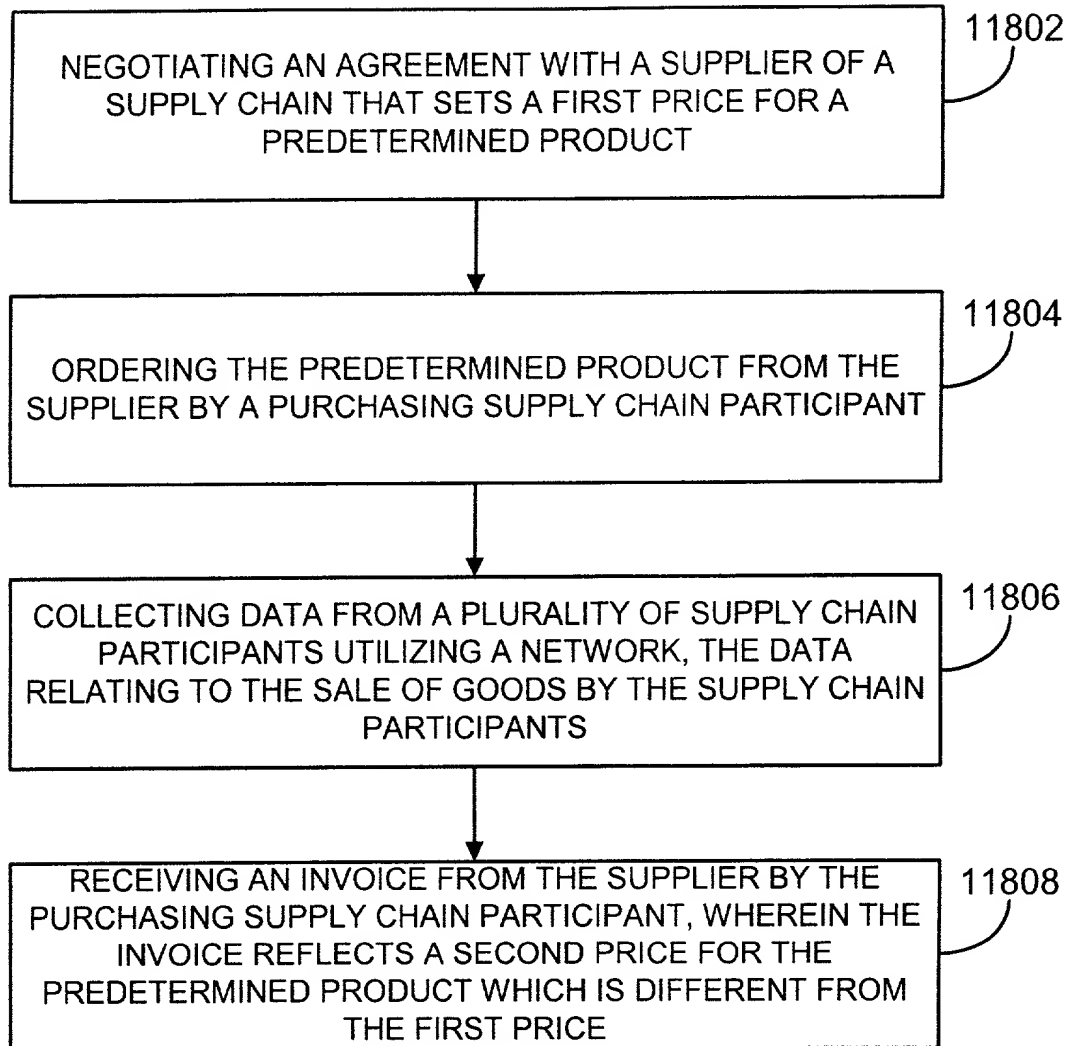 11802
NEGOTIATING AN AGREEMENT WITH A SUPPLIER OF A
SUPPLY CHAIN THAT SETS A FIRST PRICE FOR A
PREDETERMINED PRODUCT
11804
ORDERING THE PREDETERMINED PRODUCT FROM THE
SUPPLIER BY A PURCHASING SUPPLY CHAIN PARTICIPANT
11806
COLLECTING DATA FROM A PLURALITY OF SUPPLY CHAIN
PARTICIPANTS UTILIZING A NETWORK, THE DATA
RELATING TO THE SALE OF GOODS BY THE SUPPLY CHAIN
PARTICIPANTS
11808
RECEIVING AN INVOICE FROM THE SUPPLIER BY THE
PURCHASING SUPPLY CHAIN PARTICIPANT, WHEREIN THE
INVOICE REFLECTS A SECOND PRICE FOR THE
PREDETERMINED PRODUCT WHICH IS DIFFERENT FROM
THE FIRST PRICE